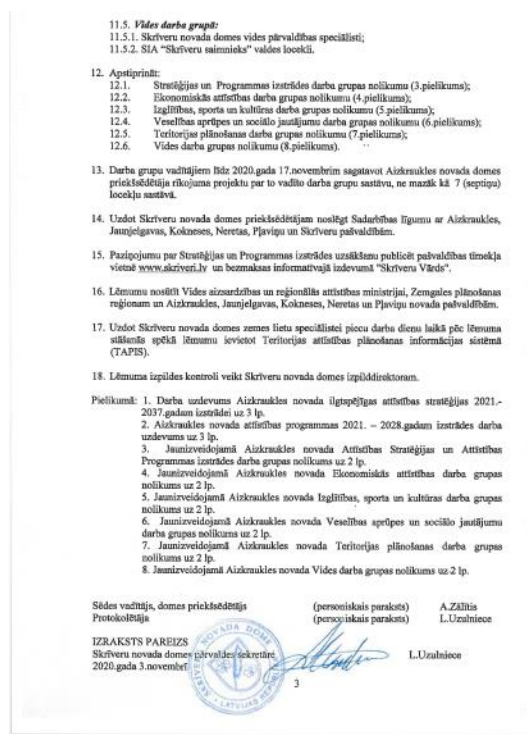 11.5. Vides darba grupā:
11.5.1. Skrīveru novada domes vides pārvaldības speciālisti;
11.5.2. SIA "Skrīveru saimnieks" valdes locekli.
12. Apstiprināt:
12.1. Stratēģijas un Programmas izstrādes darba grupas nolikumu (3.pielikums);
12.2. Ekonomiskās attīstības darba grupas nolikumu (4.pielikums);
12.3. Izglītības, sporta un kultūras darba grupas nolikumu (5.pielikums);
12.4. Veselības aprūpes un sociālo jautājumu darba grupas nolikumu (6.pielikums);
12.5. Teritorijas plānošanas darba grupas nolikumu (7.pielikums);
12.6. Vides darba grupas nolikumu (8.pielikums).
13. Darba grupu vadītājiem līdz 2020.gada 17.novembrim sagatavot Aizkraukles novada domes
priekšsēdētāja rīkojuma projektu par to vadīto darba grupu sastāvu, ne mazāk kā 7 (septiņu)
locekļu sastāvā.
14. Uzdot Skrīveru novada domes priekšsēdētājam noslēgt Sadarbības līgumu ar Aizkraukles,
Jaunjelgavas, Kokneses, Neretas, Pļaviņu un Skrīveru pašvaldībām.
15. Paziņojumu par Stratēģijas un Programmas izstrādes uzsākšanu publicēt pašvaldības tīmekļa
vietnē www.skriveri.lv un bezmaksas informatīvajā izdevumā "Skrīveru Vārds".
16. Lēmumu nosūtīt Vides aizsardzības un reģionālās attīstības ministrijai, Zemgales plānošanas
reģionam un Aizkraukles, Jaunjelgavas, Kokneses, Neretas un Pļaviņu novada pašvaldībām.
17. Uzdot Skrīveru novada domes zemes lietu speciālistei piecu darba dienu laikā pēc lēmuma
stāšanās spēkā lēmumu ievietot Teritorijas attīstības plānošanas informācijas sistēmā
(TAPIS).
18. Lēmuma izpildes kontroli veikt Skrīveru novada domes izpilddirektoram.
Pielikumā: 1. Darba uzdevums Aizkraukles novada ilgtspējīgas attīstības stratēģijas 2021.-
2037.gadam izstrādei uz 3 lp.
2. Aizkraukles novada attīstības programmas 2021. – 2028.gadam izstrādes darba
uzdevums uz 3 lp.
3. Jaunizveidojamā Aizkraukles novada Attīstības Stratēģijas un Attīstības
Programmas izstrādes darba grupas nolikums uz 2 lp.
4. Jaunizveidojamā Aizkraukles novada Ekonomiskās attīstības darba grupas
nolikums uz 2 lp.
5. Jaunizveidojamā Aizkraukles novada Izglītības, sporta un kultūras darba grupas
nolikums uz 2 lp.
6. Jaunizveidojamā Aizkraukles novada Veselības aprūpes un sociālo jautājumu
darba grupas nolikums uz 2 lp.
7. Jaunizveidojamā Aizkraukles novada Teritorijas plānošanas darba grupas
nolikums uz 2 lp.
8. Jaunizveidojamā Aizkraukles novada Vides darba grupas nolikums uz 2 lp.
Sēdes vadītājs, domes priekšsēdētājs (personiskais paraksts) A.Zālītis
Protokolētāja (personiskais paraksts) L.Uzulniece
IZRAKSTS PAREIZS
Skrīveru novada domes pārvaldes sekretāre L.Uzulniece
2020.gada 3.novembrī
NOVADA DOME
LATVIJAS
3